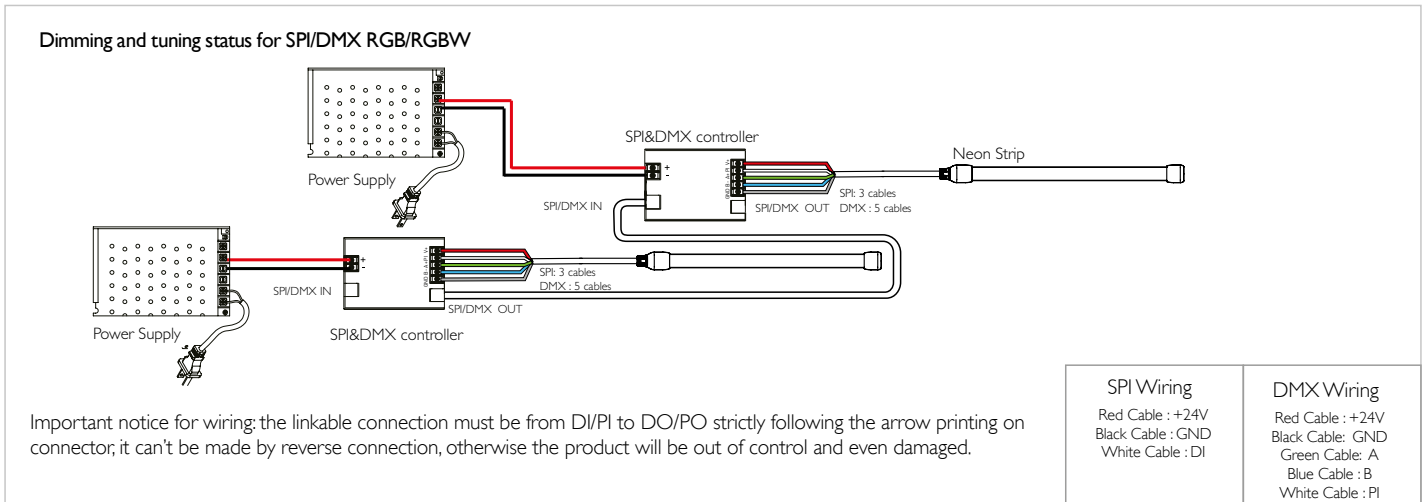 Dimming and tuning status for SPI/DMX RGB/RGBW
Power Supply
SPI&DMX controller
+
-
GND B- A+ PI V+
SPI/DMX IN
SPI/DMX OUT
SPI: 3 cables
DMX : 5 cables
Neon Strip
Power Supply
SPI&DMX controller
+
-
GND B- A+ PI V+
SPI/DMX IN
SPI/DMX OUT
SPI: 3 cables
DMX : 5 cables
Important notice for wiring: the linkable connection must be from DI/PI to DO/PO strictly following the arrow printing on
connector, it can't be made by reverse connection, otherwise the product will be out of control and even damaged.
SPI Wiring
Red Cable : +24V
Black Cable : GND
White Cable : DI
DMX Wiring
Red Cable : +24V
Black Cable: GND
Green Cable: A
Blue Cable : B
White Cable : PI